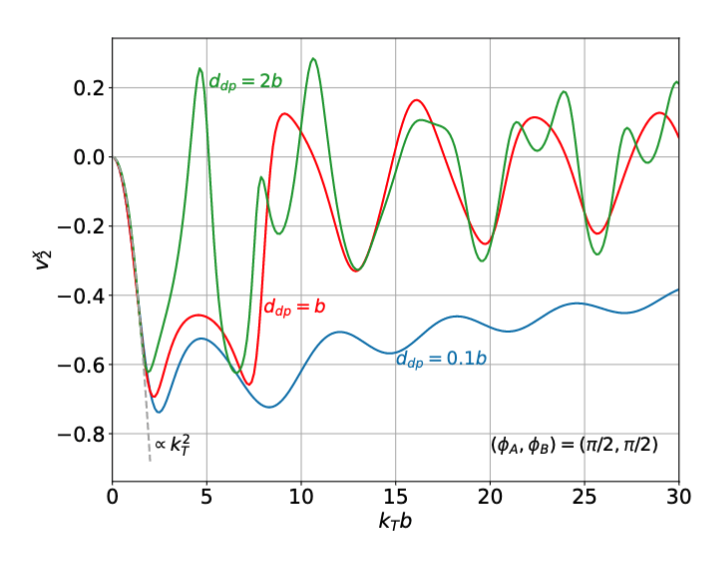 0.2
0.0
−0.2
−0.4
−0.6
−0.8
v₂ˣ
d_dp = 2b
d_dp = b
d_dp = 0.1b
∝ k_T²
(ϕ_A, ϕ_B) = (π/2, π/2)
0 5 10 15 20 25 30
k_T b